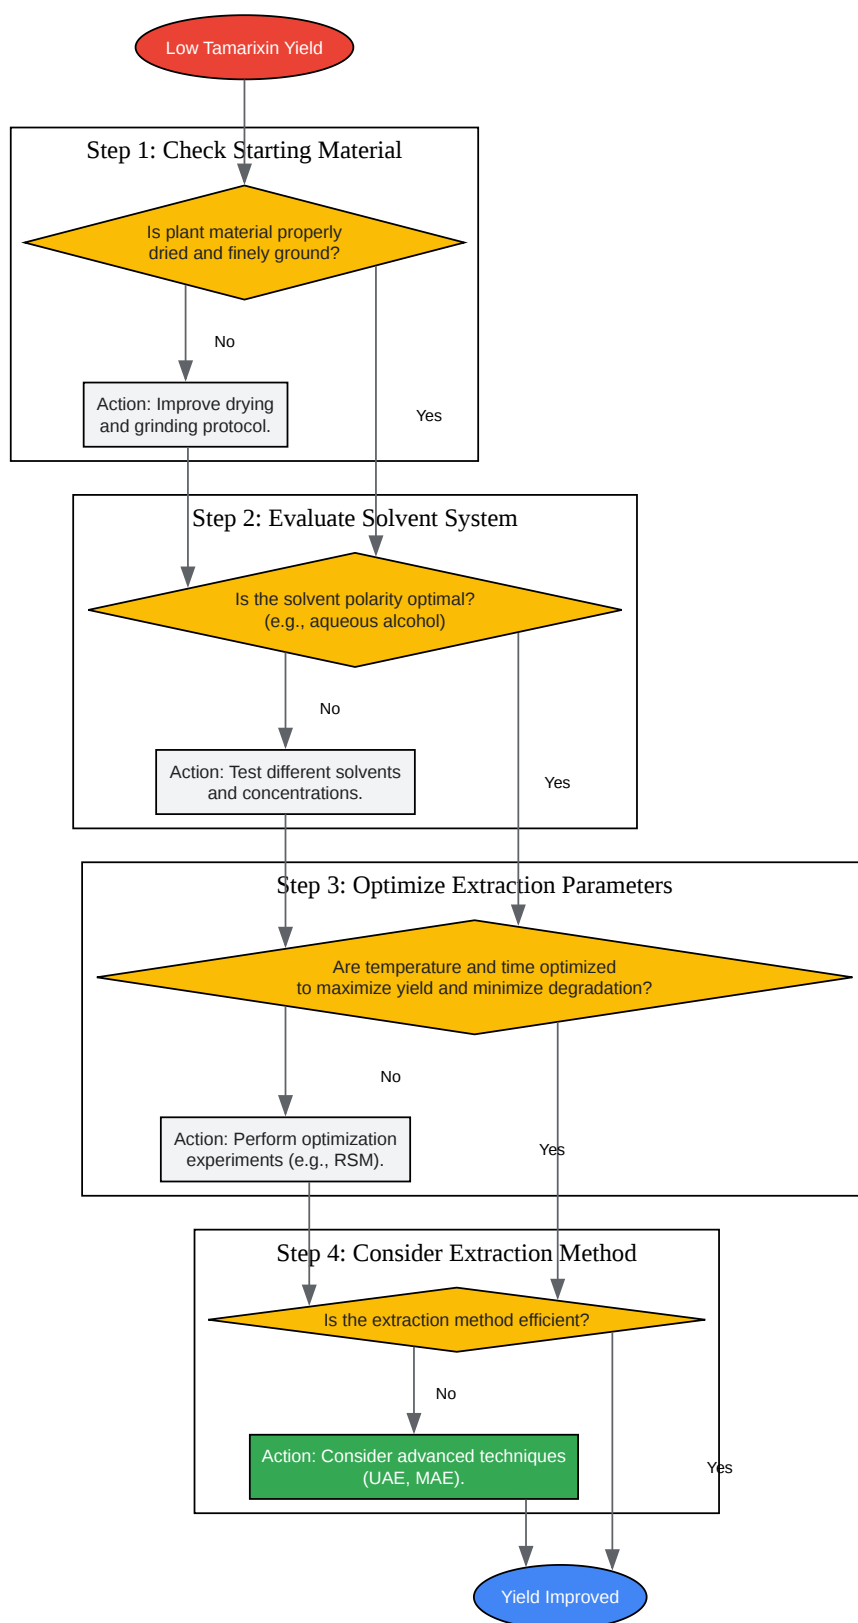 Low Tamarixin Yield
Step 1: Check Starting Material
Is plant material properly
dried and finely ground?
No
Action: Improve drying
and grinding protocol.
Yes
Step 2: Evaluate Solvent System
Is the solvent polarity optimal?
(e.g., aqueous alcohol)
No
Action: Test different solvents
and concentrations.
Yes
Step 3: Optimize Extraction Parameters
Are temperature and time optimized
to maximize yield and minimize degradation?
No
Action: Perform optimization
experiments (e.g., RSM).
Yes
Step 4: Consider Extraction Method
Is the extraction method efficient?
No
Action: Consider advanced techniques
(UAE, MAE).
Yes
Yield Improved